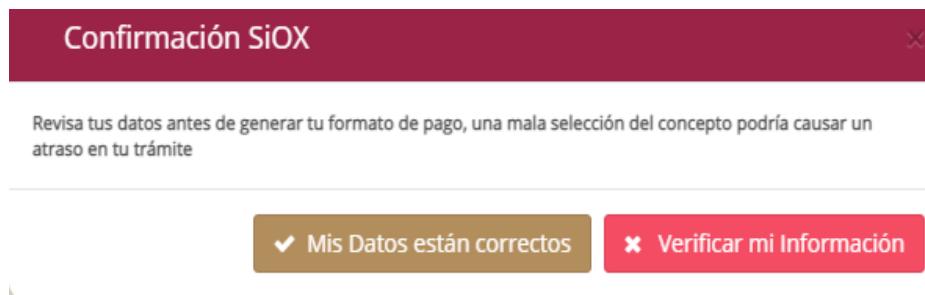 Confirmación SiOX
Revisa tus datos antes de generar tu formato de pago, una mala selección del concepto podría causar un
atraso en tu trámite
Mis Datos están correctos
Verificar mi Información